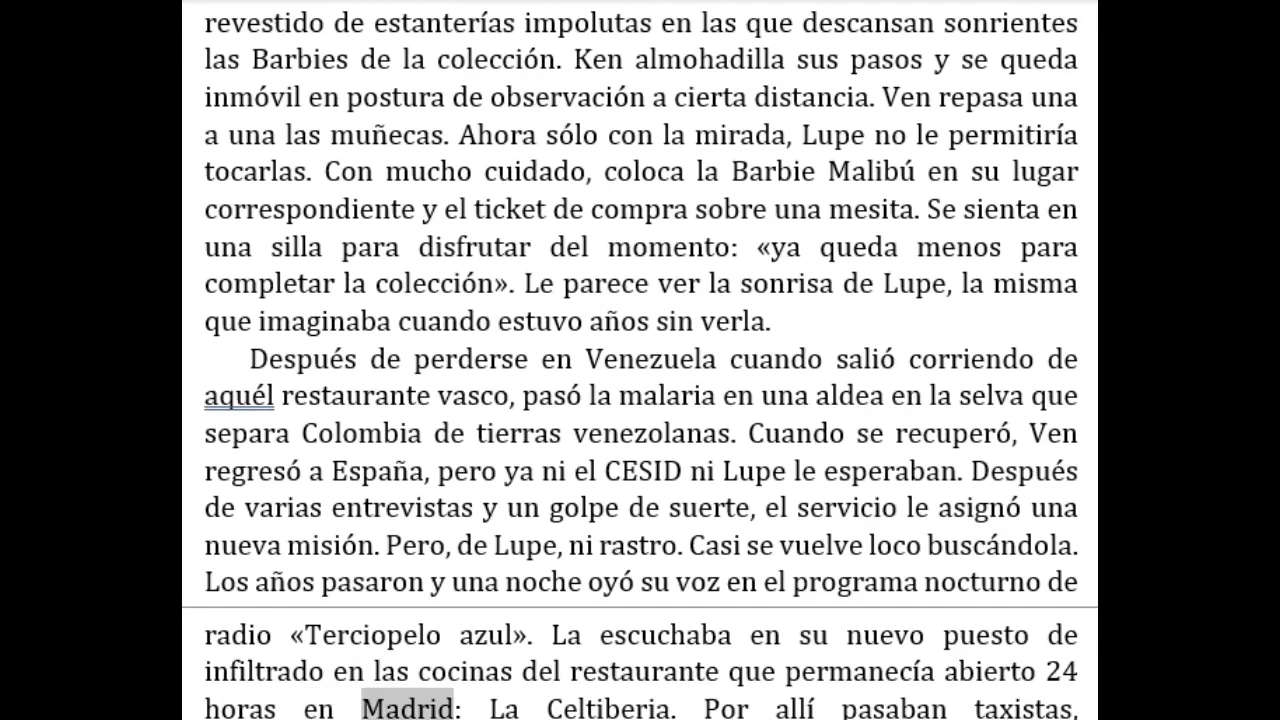 revestido de estanterías impolutas en las que descansan sonrientes
las Barbies de la colección. Ken almohadilla sus pasos y se queda
inmóvil en postura de observación a cierta distancia. Ven repasa una
a una las muñecas. Ahora sólo con la mirada, Lupe no le permitiría
tocarlas. Con mucho cuidado, coloca la Barbie Malibú en su lugar
correspondiente y el ticket de compra sobre una mesita. Se sienta en
una silla para disfrutar del momento: «ya queda menos para
completar la colección». Le parece ver la sonrisa de Lupe, la misma
que imaginaba cuando estuvo años sin verla.
Después de perderse en Venezuela cuando salió corriendo de
aquél restaurante vasco, pasó la malaria en una aldea en la selva que
separa Colombia de tierras venezolanas. Cuando se recuperó, Ven
regresó a España, pero ya ni el CESID ni Lupe le esperaban. Después
de varias entrevistas y un golpe de suerte, el servicio le asignó una
nueva misión. Pero, de Lupe, ni rastro. Casi se vuelve loco buscándola.
Los años pasaron y una noche oyó su voz en el programa nocturno de
radio «Terciopelo azul». La escuchaba en su nuevo puesto de
infiltrado en las cocinas del restaurante que permanecía abierto 24
horas en Madrid: La Celtiberia. Por allí pasaban taxistas,